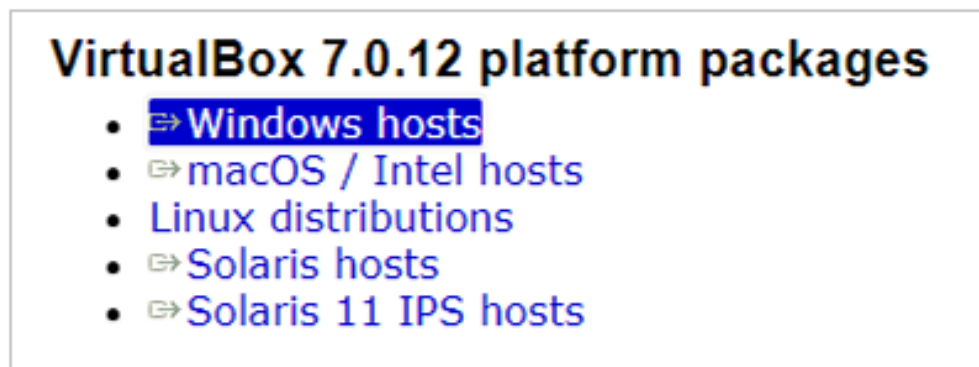 VirtualBox 7.0.12 platform packages
Windows hosts
macOS / Intel hosts
Linux distributions
Solaris hosts
Solaris 11 IPS hosts